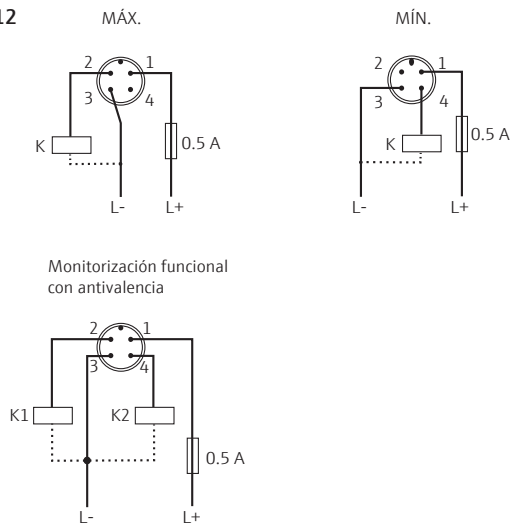 12
MÁX.
2 1
3 4
K
0.5 A
L- L+
MÍN.
2 1
3 4
K
0.5 A
L- L+
Monitorización funcional
con antivalencia
2 1
3 4
K1 K2
0.5 A
L- L+